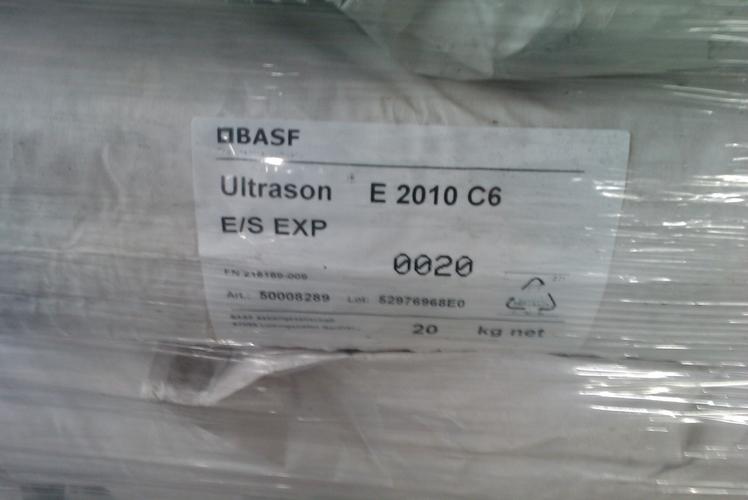 BASF
Ultrason E 2010 C6
E/S EXP
0020
Art.: 50008289 Lot: 52976968E0
20 kg net